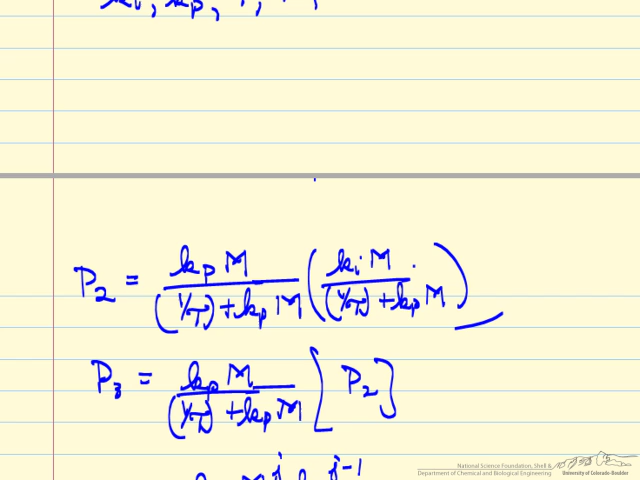 P₂ = kₚ M / ((1/τ) + kₚ M) ( kᵢ M / ((1/τ) + kₚ M) )
P₃ = kₚ M / ((1/τ) + kₚ M) [ P₂ ]
National Science Foundation, Shell &
Department of Chemical and Biological Engineering
University of Colorado-Boulder